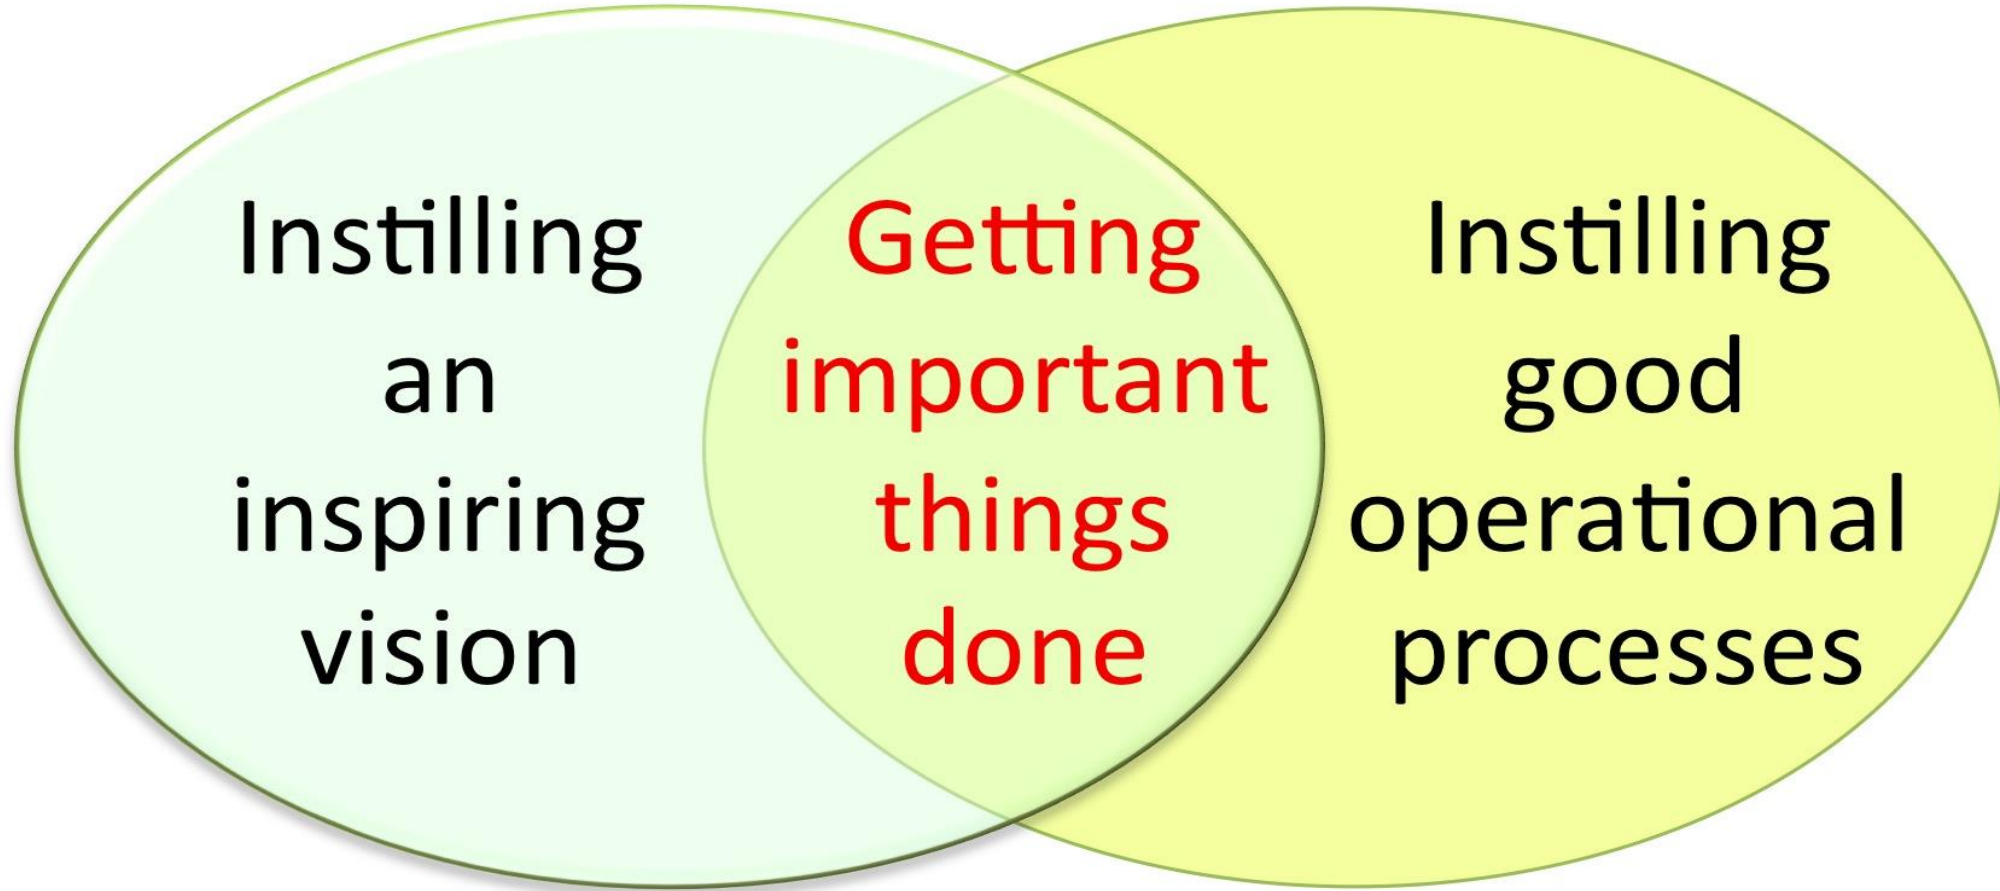 Instilling
an
inspiring
vision
Getting
important
things
done
Instilling
good
operational
processes